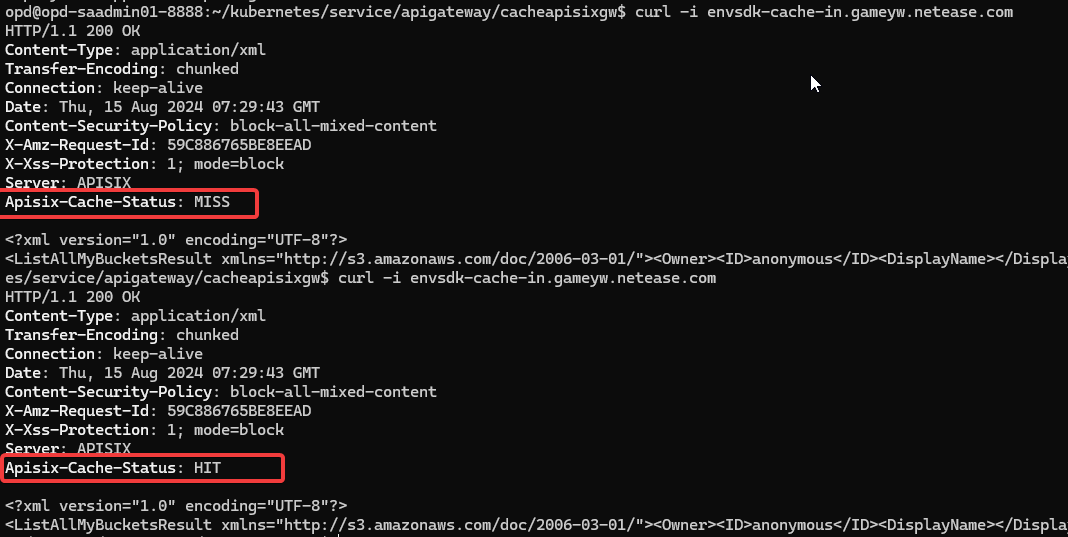 opd@opd-saadmin01-8888:~/kubernetes/service/apigateway/cacheapisixgw$ curl -i envsdk-cache-in.gameyw.netease.com
HTTP/1.1 200 OK
Content-Type: application/xml
Transfer-Encoding: chunked
Connection: keep-alive
Date: Thu, 15 Aug 2024 07:29:43 GMT
Content-Security-Policy: block-all-mixed-content
X-Amz-Request-Id: 59C886765BE8EEAD
X-Xss-Protection: 1; mode=block
Server: APISIX
Apisix-Cache-Status: MISS
<?xml version="1.0" encoding="UTF-8"?>
<ListAllMyBucketsResult xmlns="http://s3.amazonaws.com/doc/2006-03-01/"><Owner><ID>anonymous</ID><DisplayName></Displa
es/service/apigateway/cacheapisixgw$ curl -i envsdk-cache-in.gameyw.netease.com
HTTP/1.1 200 OK
Content-Type: application/xml
Transfer-Encoding: chunked
Connection: keep-alive
Date: Thu, 15 Aug 2024 07:29:43 GMT
Content-Security-Policy: block-all-mixed-content
X-Amz-Request-Id: 59C886765BE8EEAD
X-Xss-Protection: 1; mode=block
Server: APISIX
Apisix-Cache-Status: HIT
<?xml version="1.0" encoding="UTF-8"?>
<ListAllMyBucketsResult xmlns="http://s3.amazonaws.com/doc/2006-03-01/"><Owner><ID>anonymous</ID><DisplayName></Displa